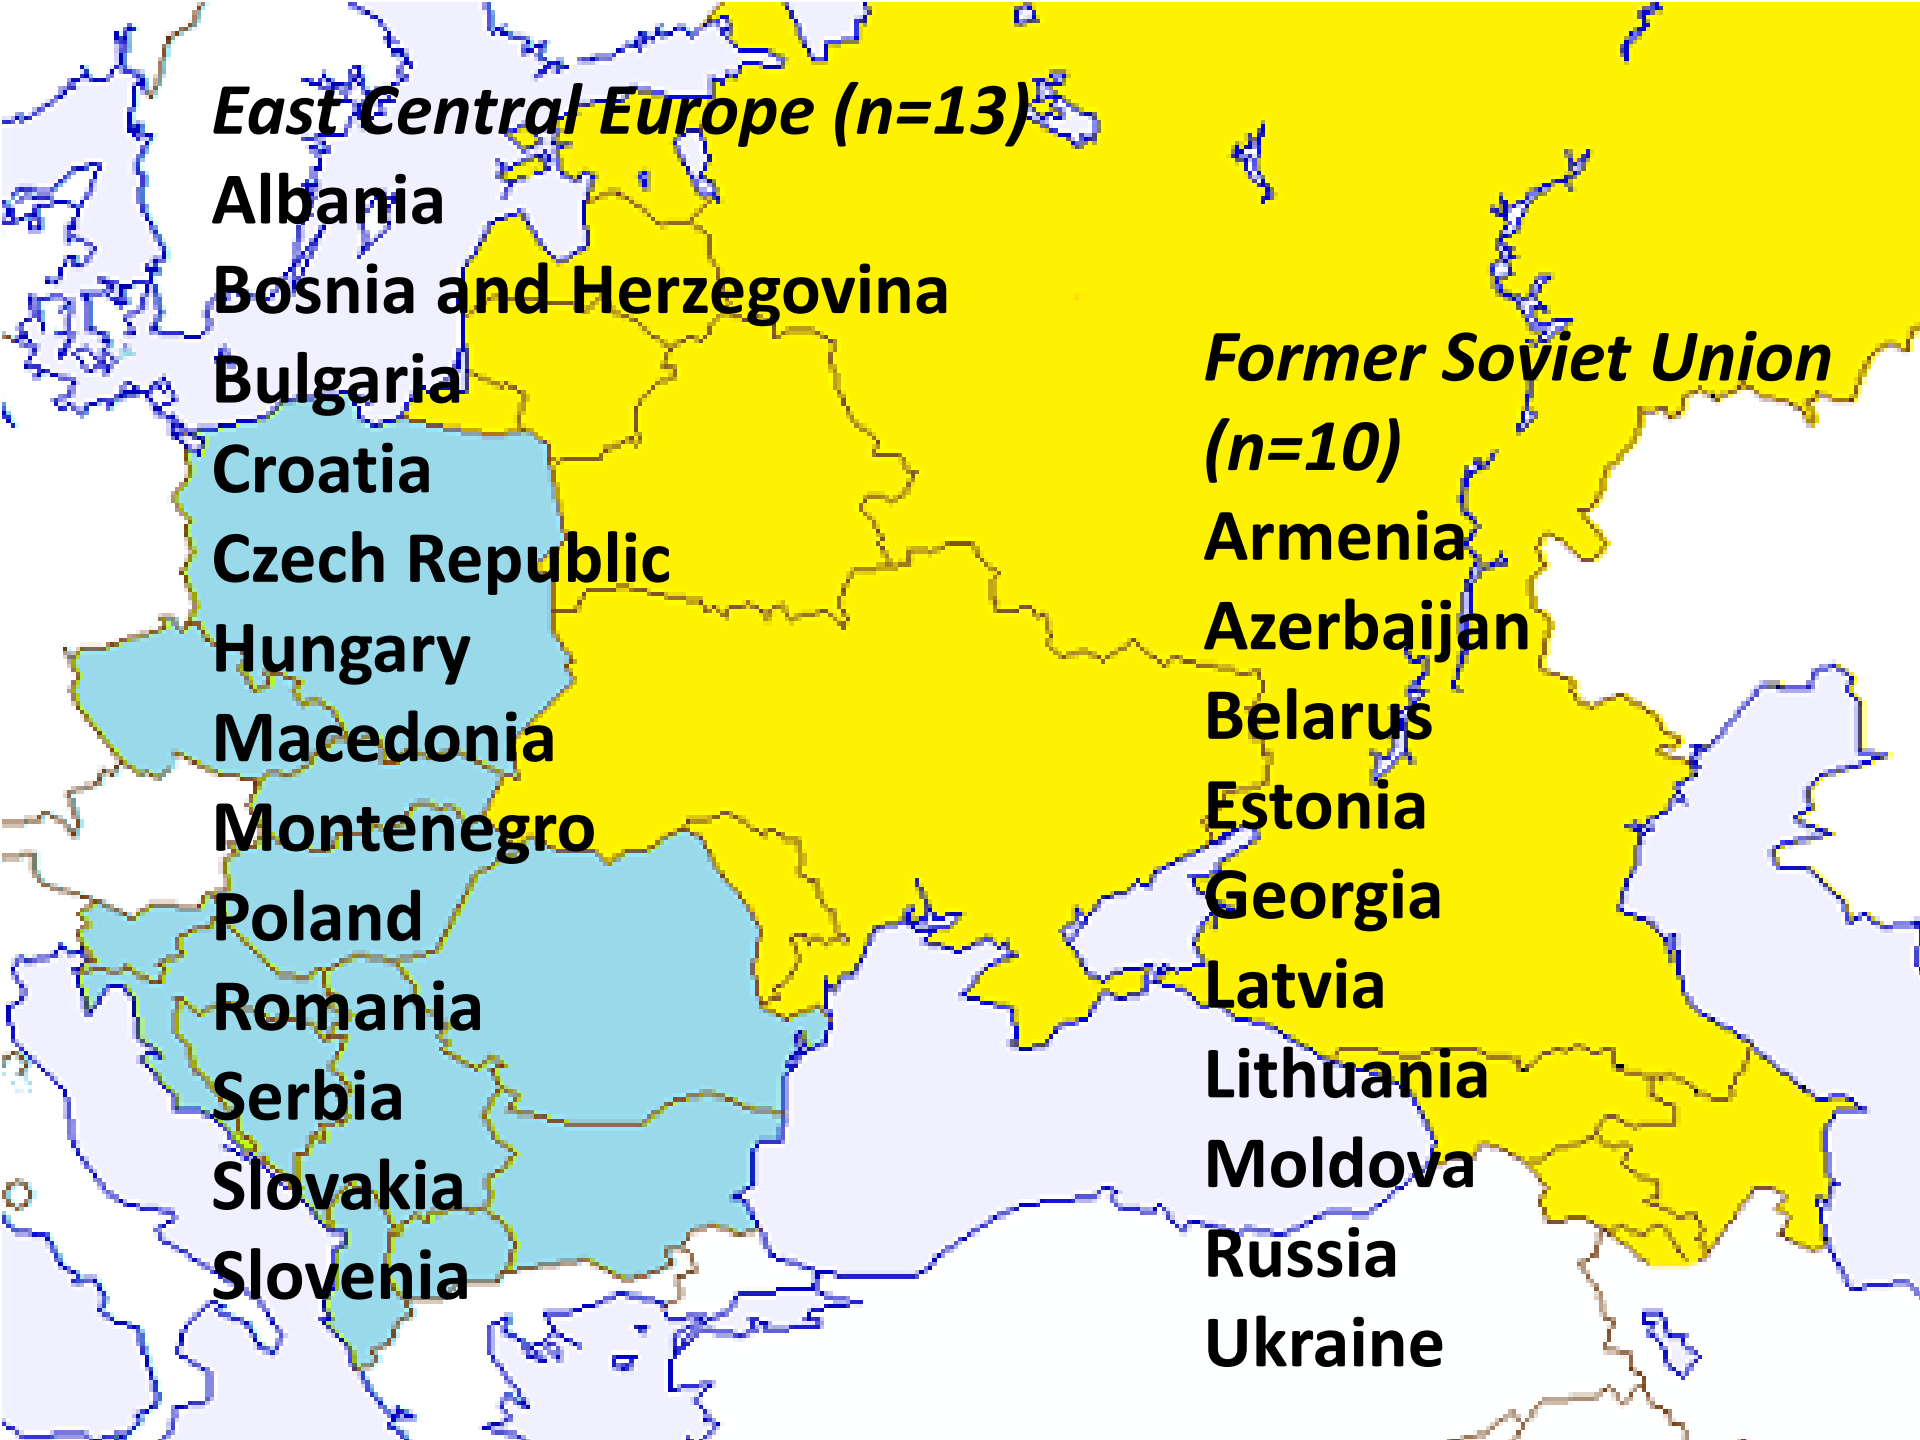 East Central Europe (n=13)
Albania
Bosnia and Herzegovina
Bulgaria
Croatia
Czech Republic
Hungary
Macedonia
Montenegro
Poland
Romania
Serbia
Slovakia
Slovenia
Former Soviet Union
(n=10)
Armenia
Azerbaijan
Belarus
Estonia
Georgia
Latvia
Lithuania
Moldova
Russia
Ukraine